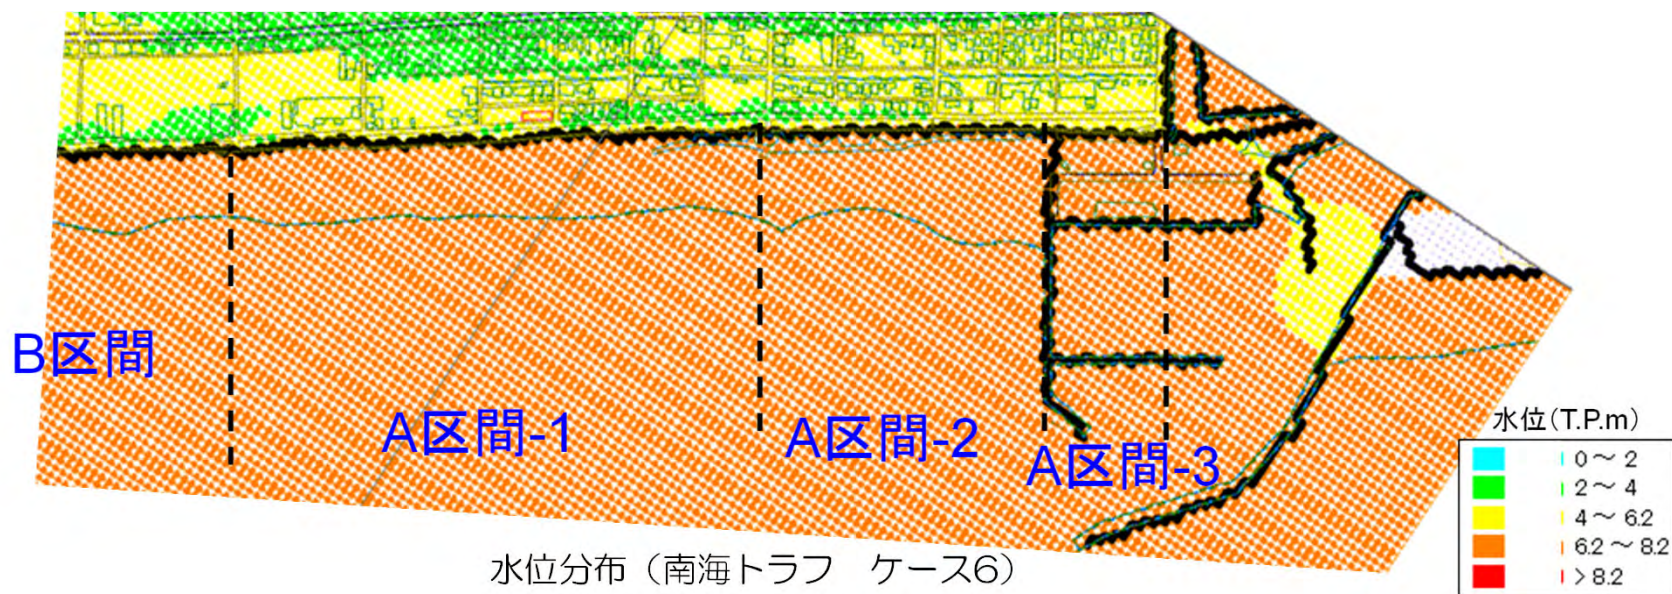 B区間
A区間-1
A区間-2
A区間-3
水位(T.P.m)
0～2
2～4
4～6.2
6.2～8.2
>8.2
水位分布（南海トラフ　ケース6）